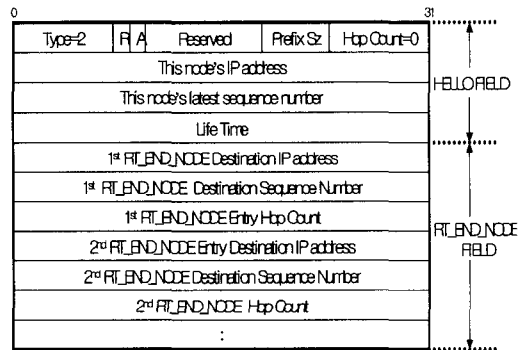 0 31
Type=2 R A Reserved Prefix Sz Hop Count=0
This node's IP address
This node's latest sequence number
Life Time
HELLO FIELD
1st RT_END_NODE Destination IP address
1st RT_END_NODE Destination Sequence Number
1st RT_END_NODE Entry Hop Count
2nd RT_END_NODE Entry Destination IP address
2nd RT_END_NODE Destination Sequence Number
2nd RT_END_NODE Hop Count
:
RT_END_NODE
FIELD